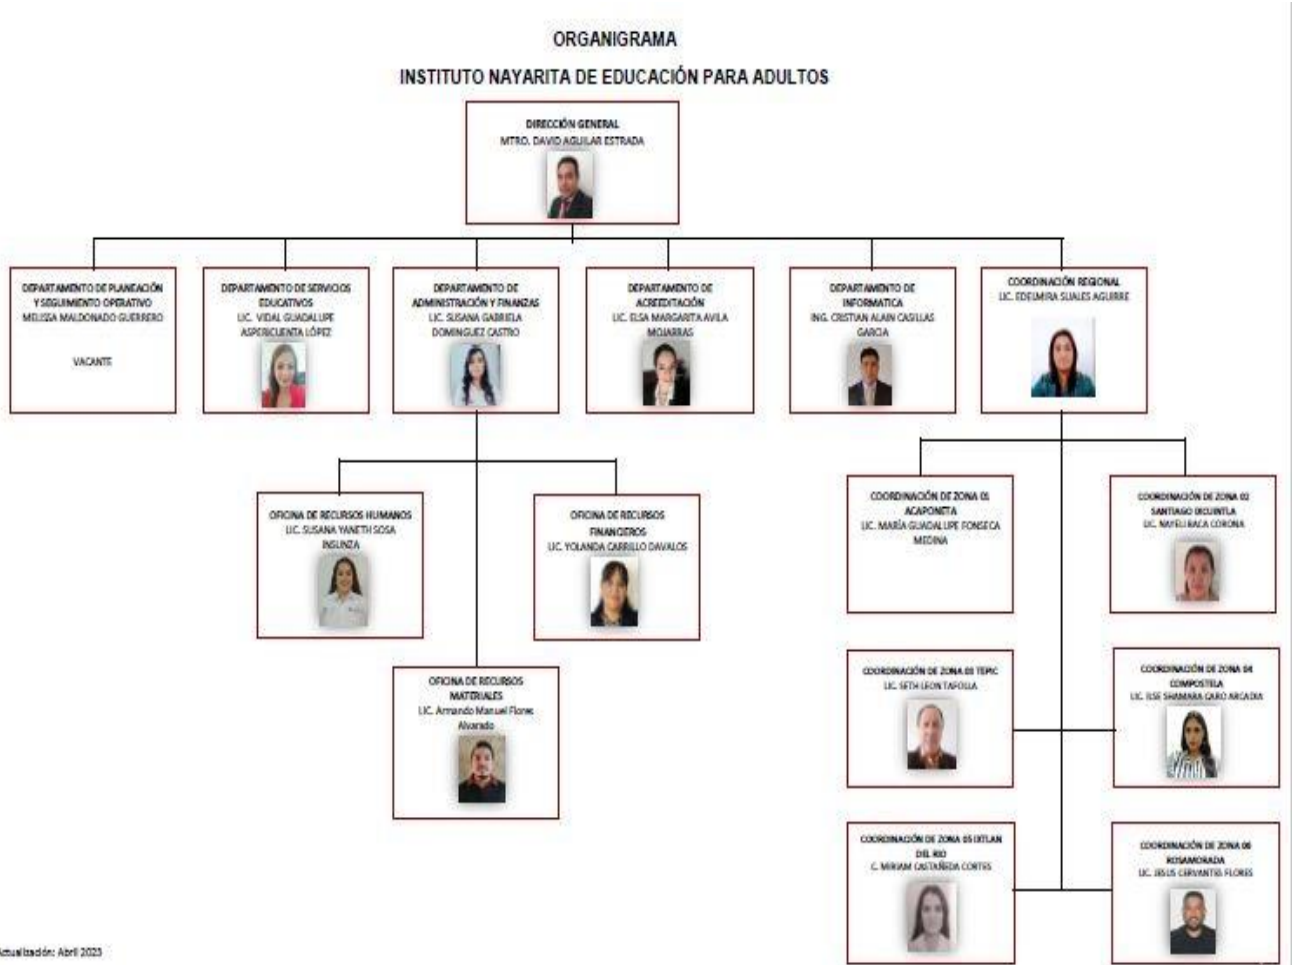 ORGANIGRAMA
INSTITUTO NAYARITA DE EDUCACIÓN PARA ADULTOS
DIRECCIÓN GENERAL
MTRO. DAVID AGUILAR ESTRADA
DEPARTAMENTO DE PLANEACIÓN
Y SEGUIMIENTO OPERATIVO
MELISSA MALDONADO GUERRERO
VACANTE
DEPARTAMENTO DE SERVICIOS
EDUCATIVOS
LIC. VIDAL GUADALUPE
ASPERICUENTA LÓPEZ
DEPARTAMENTO DE
ADMINISTRACIÓN Y FINANZAS
LIC. SUSANA GABRIELA
DOMINGUEZ CASTRO
DEPARTAMENTO DE
ACREEDITACIÓN
LIC. ELSA MARGARITA AVILA
MOJARRAS
DEPARTAMENTO DE
INFORMATICA
ING. CRISTIAN ALAIN CASILLAS
GARCIA
COORDINACIÓN REGIONAL
LIC. EDELMIRA SUALES AGUIRRE
OFICINA DE RECURSOS HUMANOS
LIC. SUSANA YANETH SOSA
INSUNZA
OFICINA DE RECURSOS
FINANCIEROS
LIC. YOLANDA CARRILLO DAVALOS
OFICINA DE RECURSOS
MATERIALES
LIC. Armando Manuel Flores
Alvarado
COORDINACIÓN DE ZONA 01
ACAPONETA
LIC. MARÍA GUADALUPE FONSECA
MEDINA
COORDINACIÓN DE ZONA 02
SANTIAGO IXCUINTLA
LIC. NAYELI BACA CORONA
COORDINACIÓN DE ZONA 03 TEPIC
LIC. SETH LEON TAFOLLA
COORDINACIÓN DE ZONA 04
COMPOSTELA
LIC. ILSE SHAMARA CARO ARCADIA
COORDINACIÓN DE ZONA 05 IXTLAN
DEL RIO
C. MIRIAM CASTAÑEDA CORTES
COORDINACIÓN DE ZONA 06
ROSAMORADA
LIC. JESUS CERVANTES FLORES
Actualización: Abril 2023